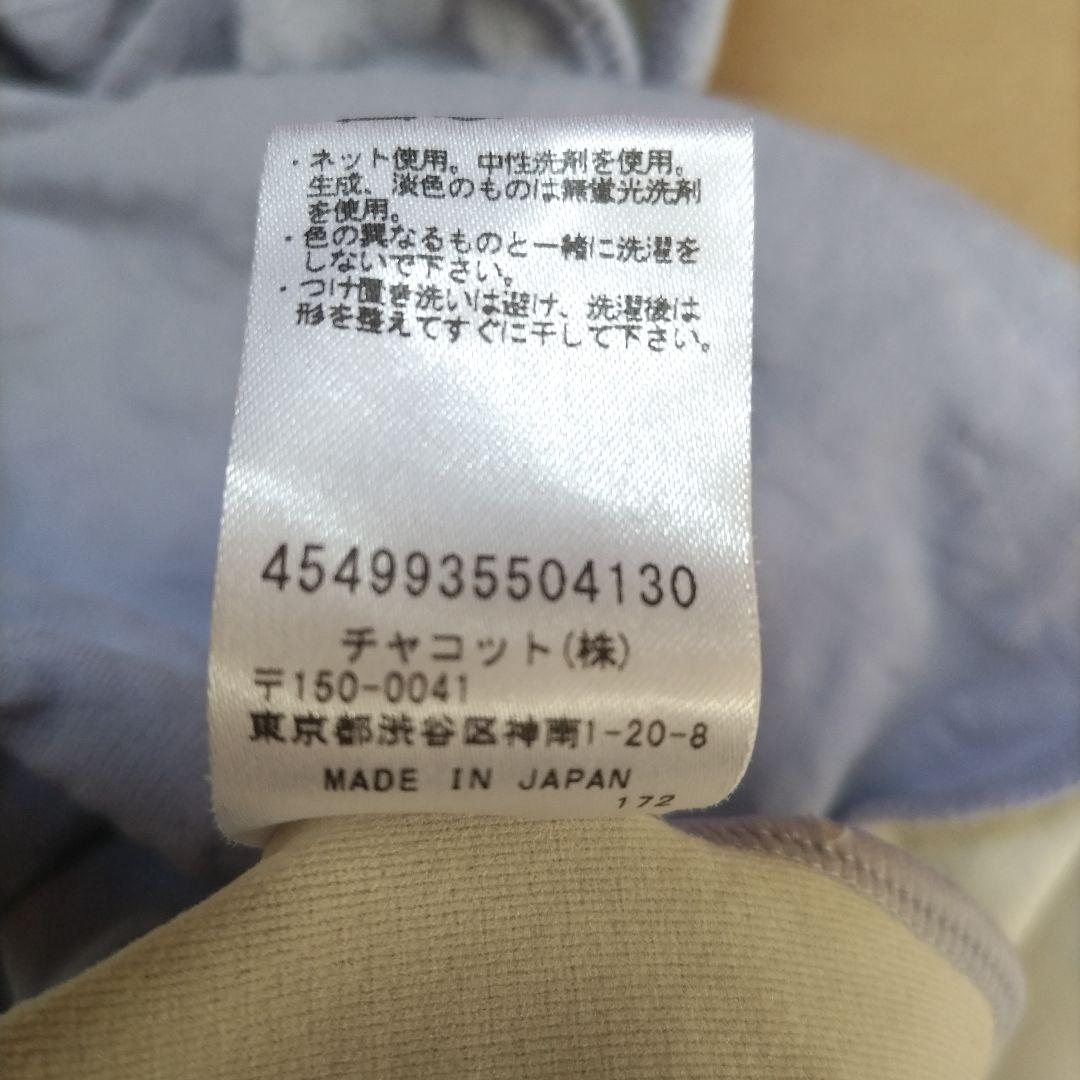 ・ネット使用。中性洗剤を使用。
生成、淡色のものは無蛍光洗剤
を使用。
・色の異なるものと一緒に洗濯を
しないで下さい。
・つけ置き洗いは避け、洗濯後は
形を整えてすぐに干して下さい。
4549935504130
チャコット(株)
〒150-0041
東京都渋谷区神南1-20-8
MADE IN JAPAN
172